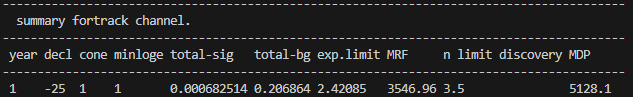 --------------------------------------------------------------------------------
summary fortrack channel.
--------------------------------------------------------------------------------
year decl cone minloge total-sig total-bg exp.limit MRF n limit discovery MDP
--------------------------------------------------------------------------------
1 -25 1 1 0.000682514 0.206864 2.42085 3546.96 3.5 5128.1